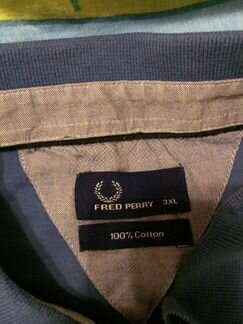 FRED PERRY 3XL
100% Cotton